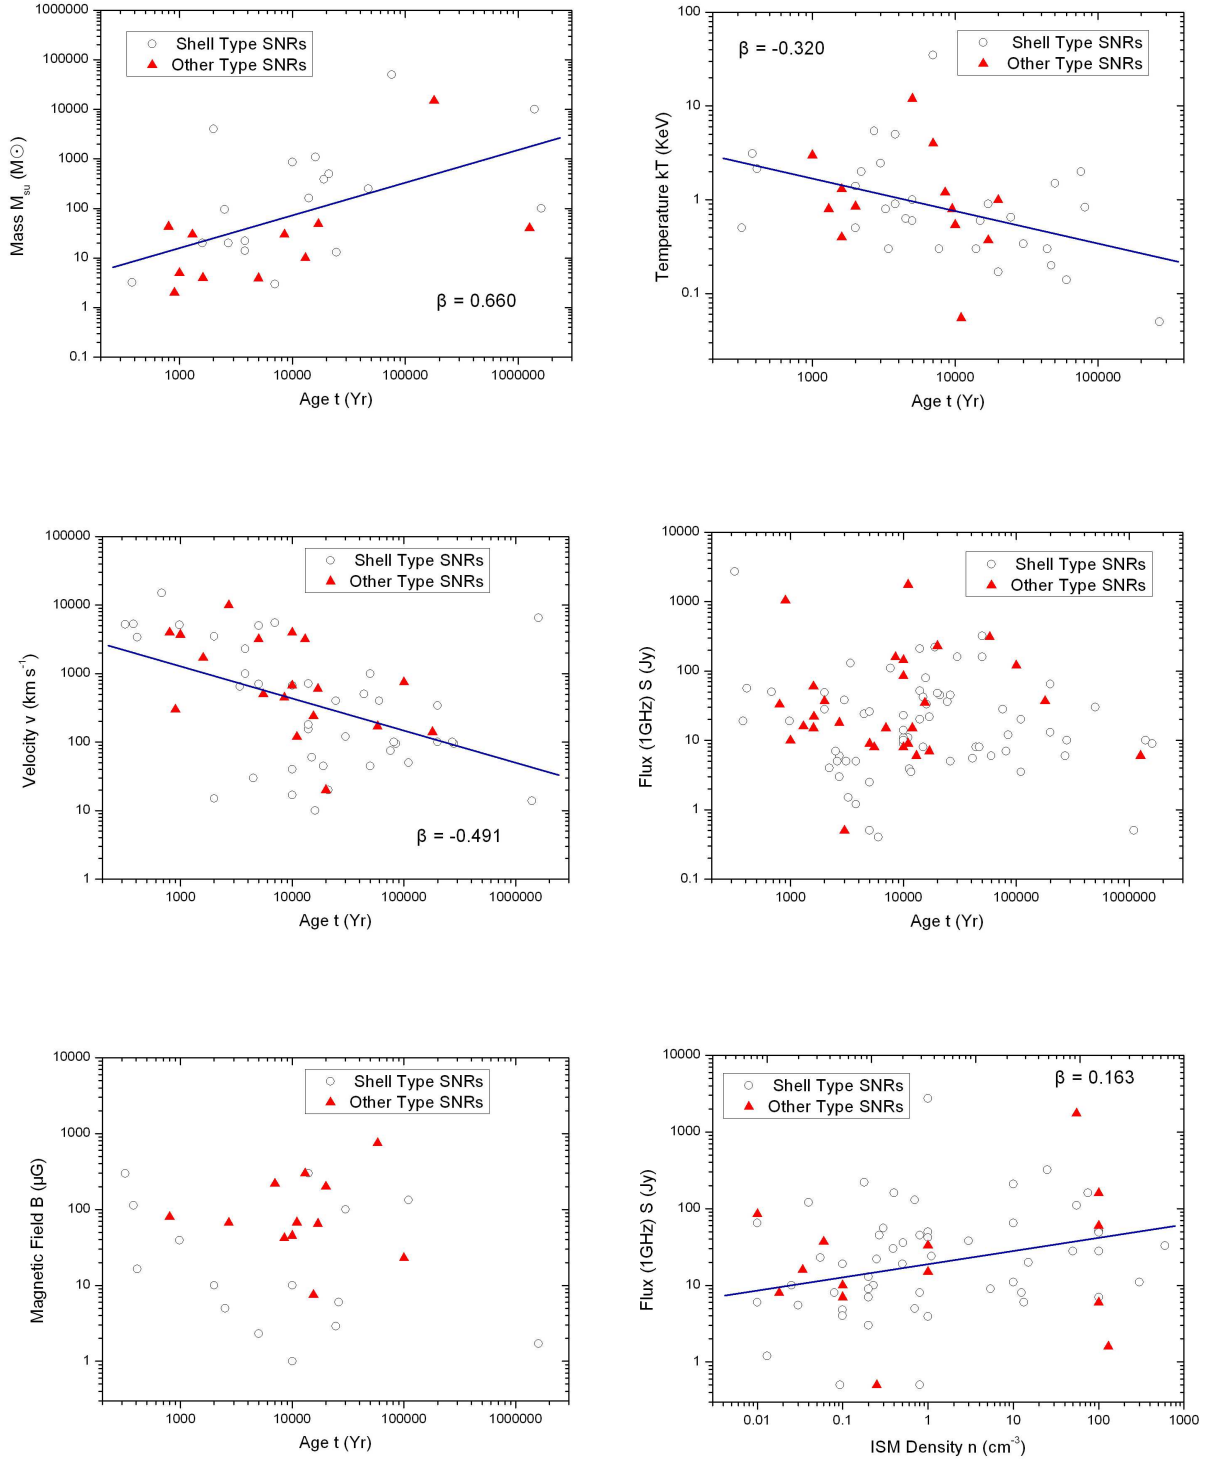 1000000
100000
10000
1000
100
10
1
0.1
Mass M_su (M☉)
Shell Type SNRs
Other Type SNRs
β = 0.660
1000 10000 100000 1000000
Age t (Yr)
100
10
1
0.1
Temperature kT (KeV)
β = -0.320
Shell Type SNRs
Other Type SNRs
1000 10000 100000
Age t (Yr)
100000
10000
1000
100
10
1
Velocity v (km s⁻¹)
Shell Type SNRs
Other Type SNRs
β = -0.491
1000 10000 100000 1000000
Age t (Yr)
10000
1000
100
10
1
0.1
Flux (1GHz) S (Jy)
Shell Type SNRs
Other Type SNRs
1000 10000 100000 1000000
Age t (Yr)
10000
1000
100
10
1
Magnetic Field B (μG)
Shell Type SNRs
Other Type SNRs
1000 10000 100000 1000000
Age t (Yr)
10000
1000
100
10
1
Flux (1GHz) S (Jy)
Shell Type SNRs
Other Type SNRs
β = 0.163
0.01 0.1 1 10 100 1000
ISM Density n (cm⁻³)